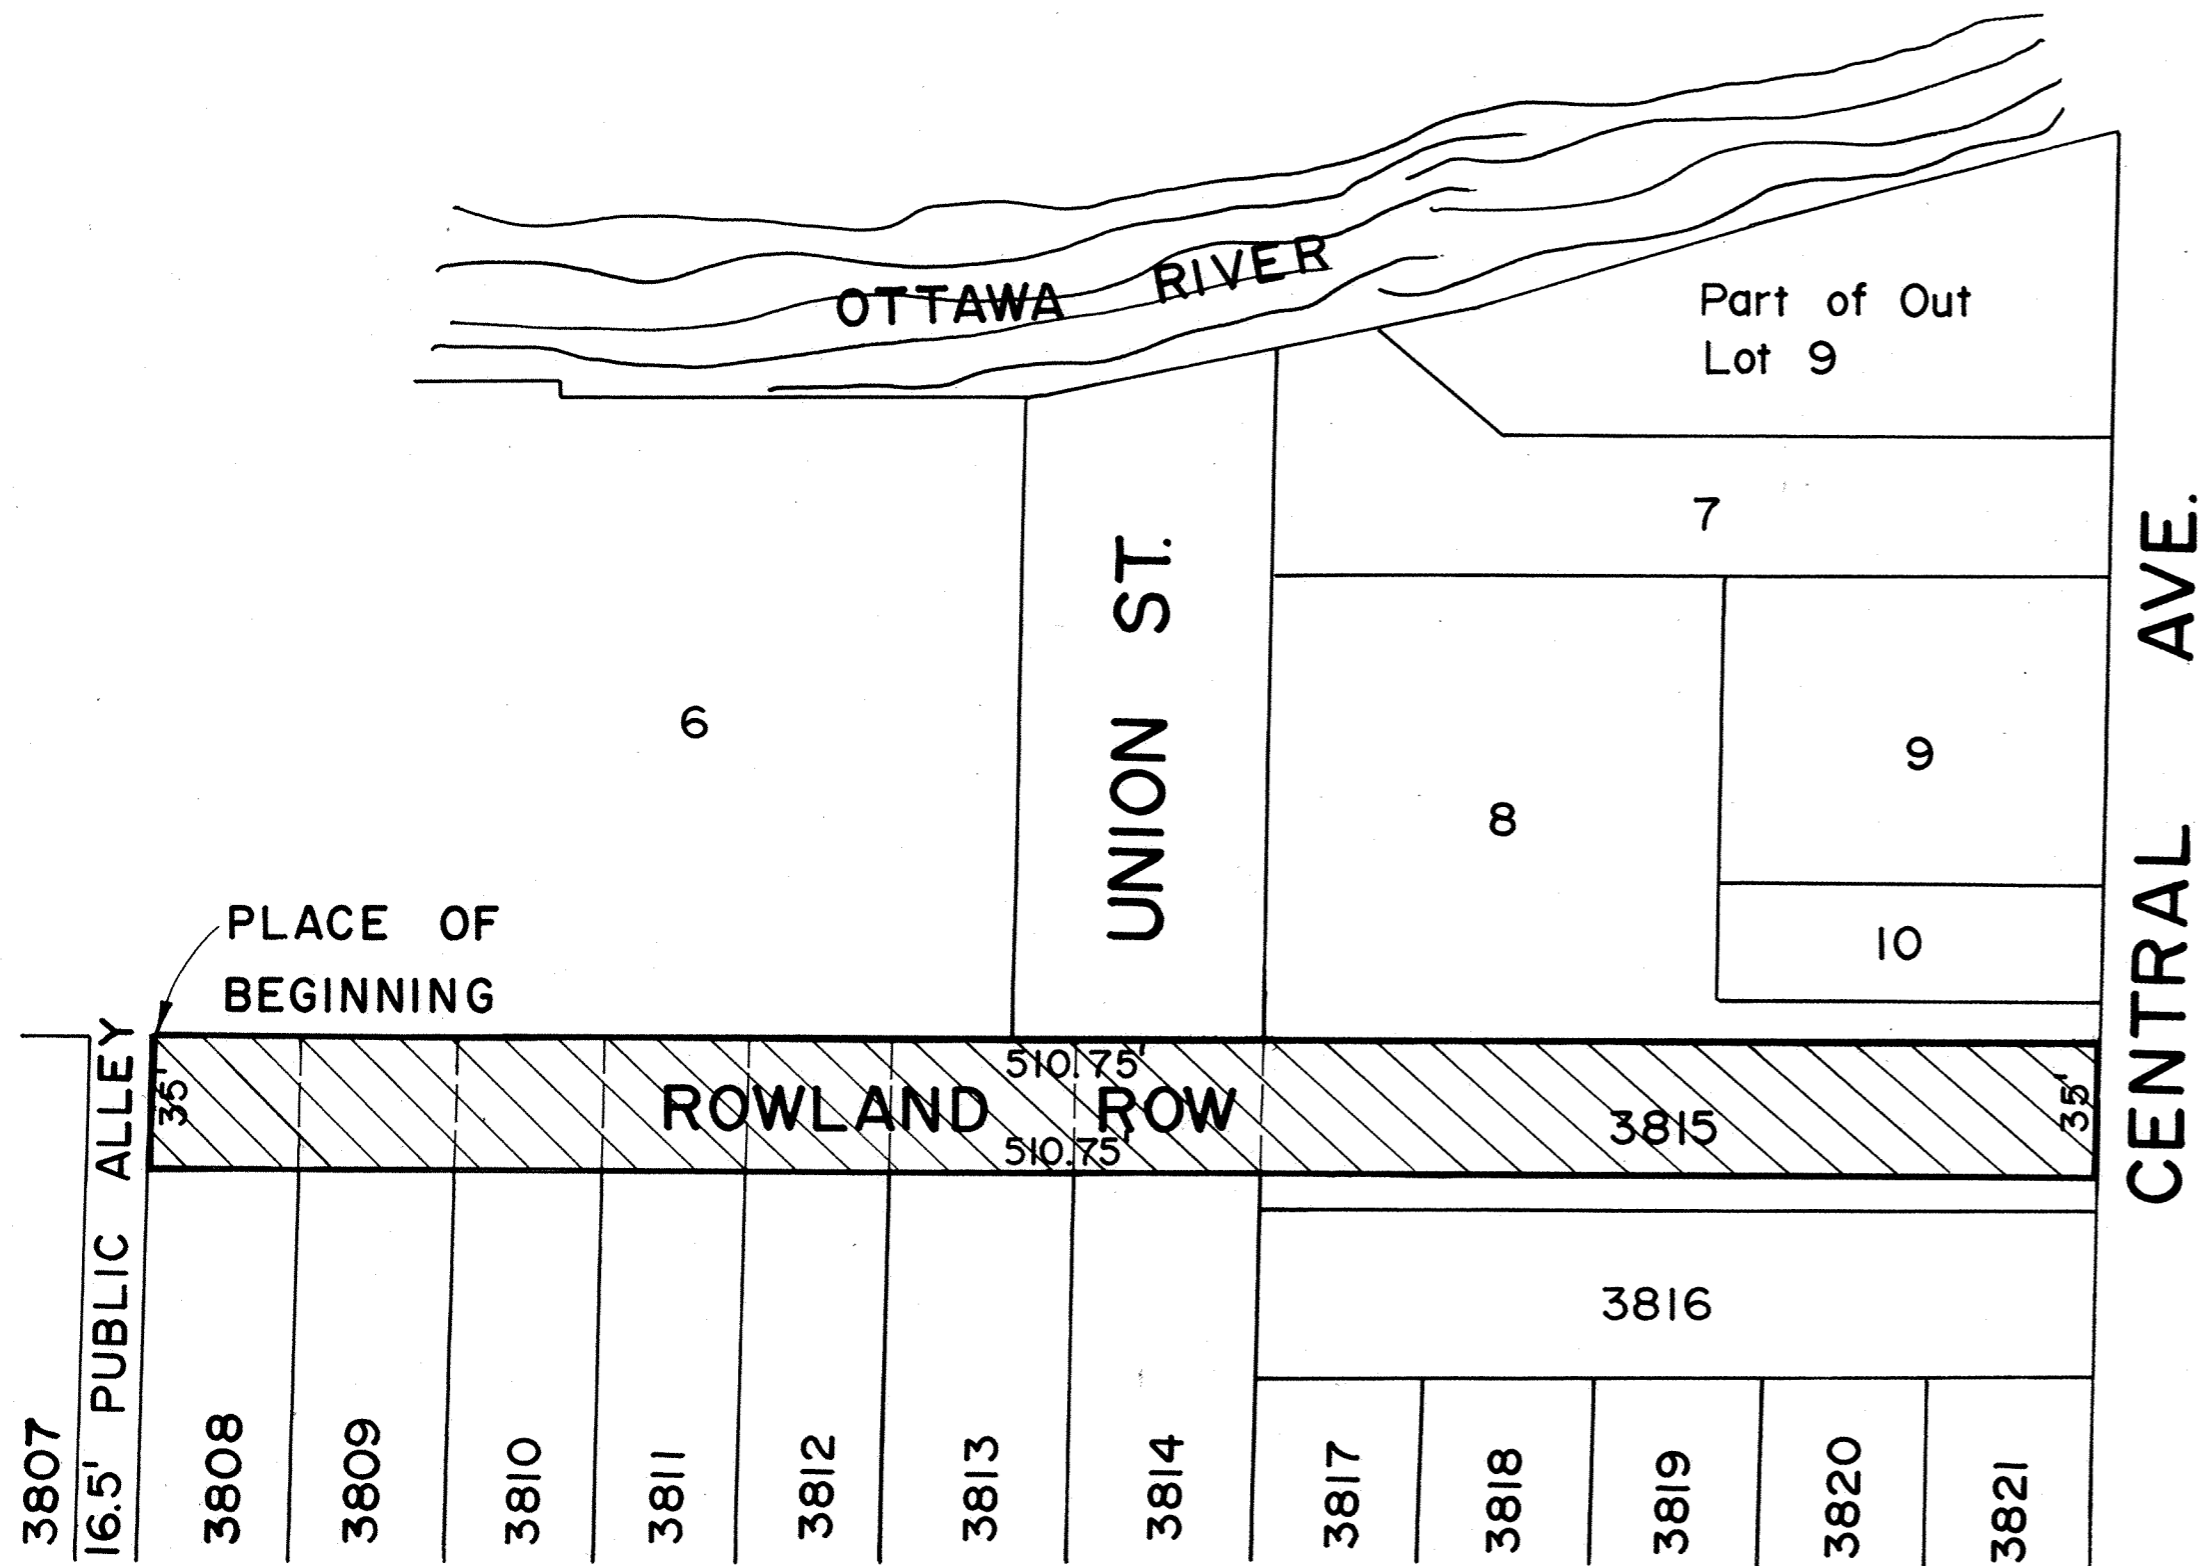 OTTAWA RIVER
Part of Out
Lot 9
7
UNION ST.
6
9
8
10
CENTRAL AVE.
PLACE OF
BEGINNING
510.75'
35'
ROWLAND ROW
3815
35'
510.75'
16.5' PUBLIC ALLEY
3816
3807
3808
3809
3810
3811
3812
3813
3814
3817
3818
3819
3820
3821